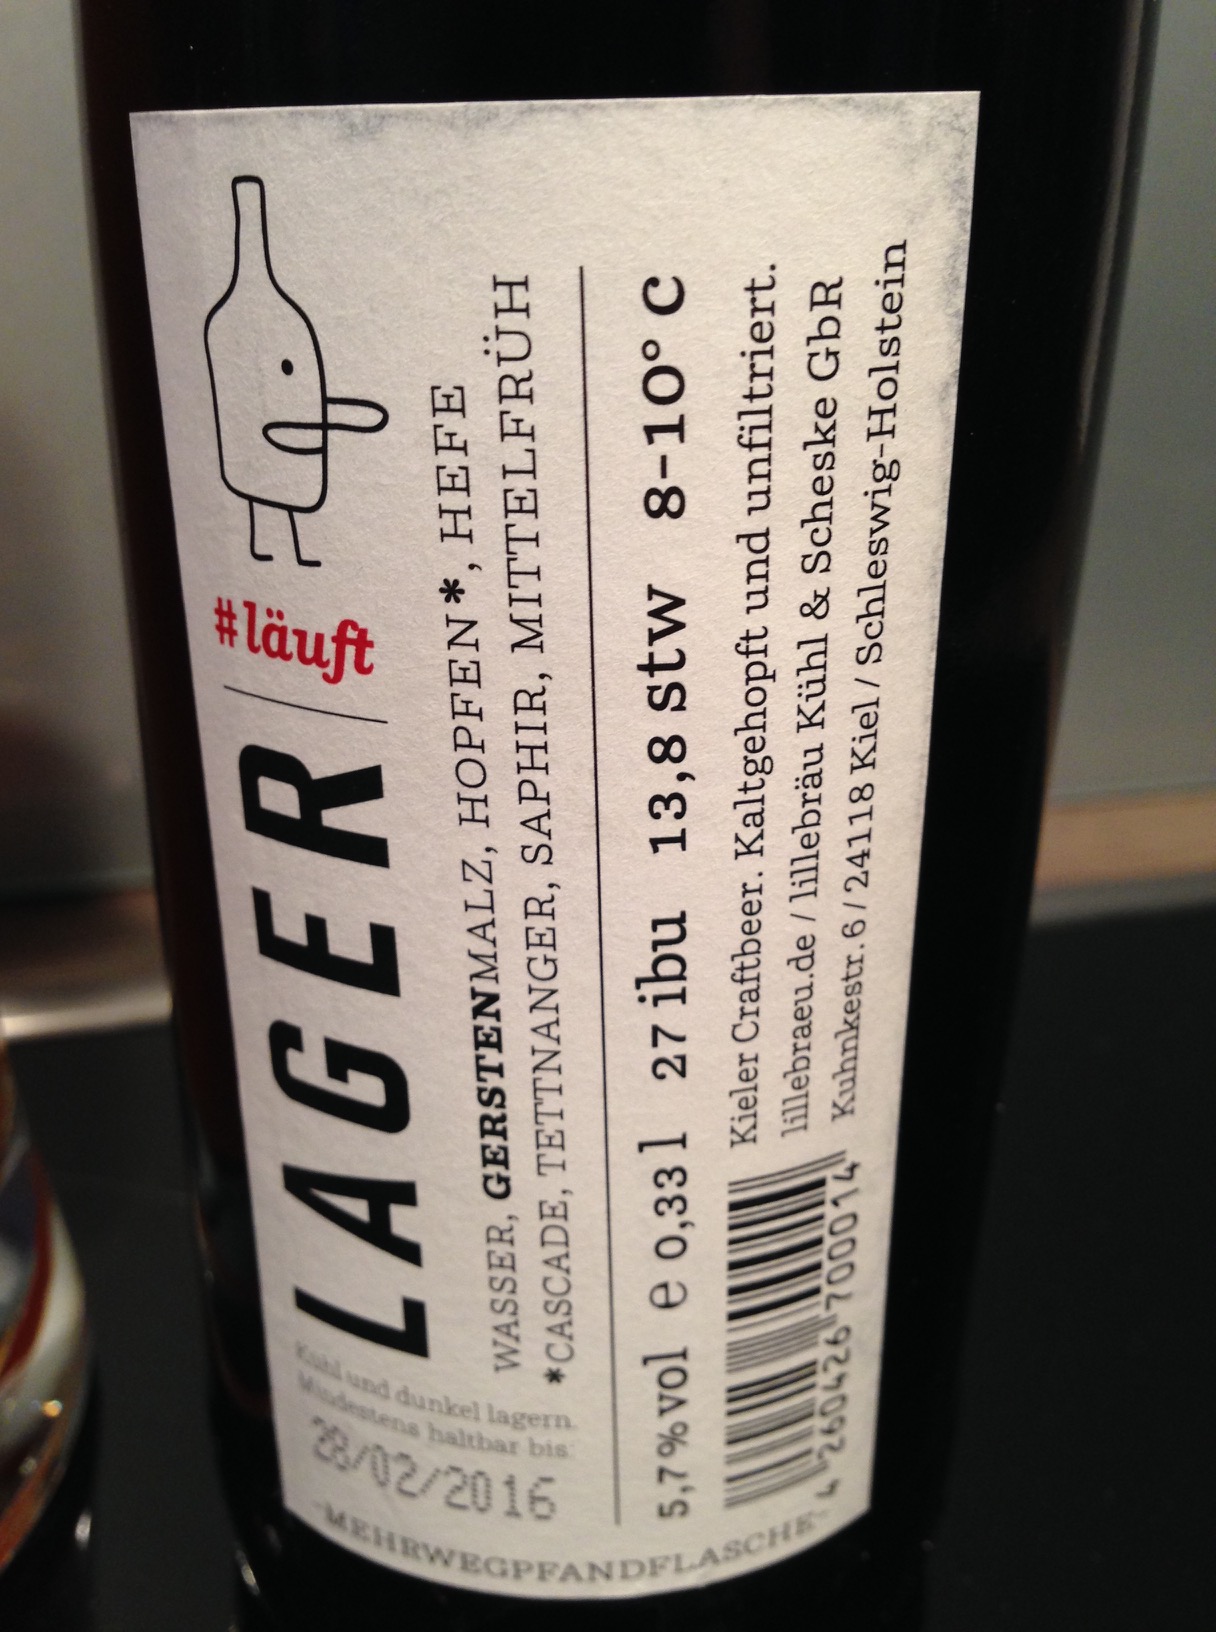 LAGER / #läuft
WASSER, GERSTENMALZ, HOPFEN*, HEFE
*CASCADE, TETTNANGER, SAPHIR, MITTELFRÜH
5,7%vol e 0,33 l 27 ibu 13,8 stw 8-10° C
Kieler Craftbeer. Kaltgehopft und unfiltriert.
lillebraeu.de / lillebräu Kühl & Scheske GbR
Kuhnkestr. 6 / 24118 Kiel / Schleswig-Holstein
4 260426 700014
Kühl und dunkel lagern.
Mindestens haltbar bis:
28/02/2016
-MEHRWEGPFANDFLASCHE-